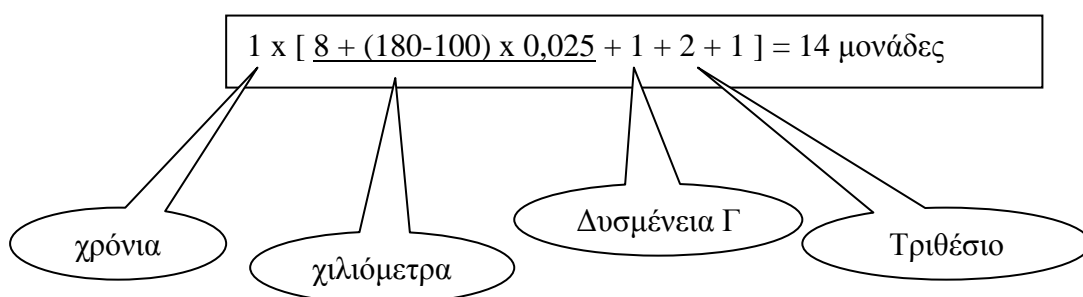 1 x [ 8 + (180-100) x 0,025 + 1 + 2 + 1 ] = 14 μονάδες
χρόνια
χιλιόμετρα
Δυσμένεια Γ
Τριθέσιο